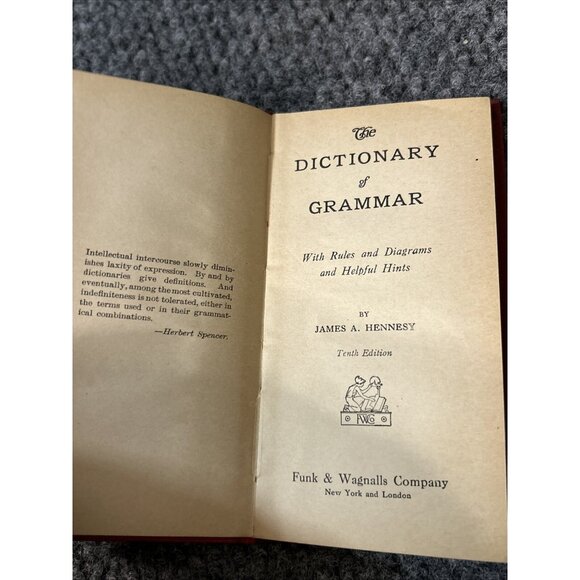 Intellectual intercourse slowly dimin-
ishes laxity of expression. By and by
dictionaries give definitions. And
eventually, among the most cultivated,
indefiniteness is not tolerated, either in
the terms used or in their grammat-
ical combinations.
—Herbert Spencer.
The
DICTIONARY
of
GRAMMAR
With Rules and Diagrams
and Helpful Hints
BY
JAMES A. HENNESY
Tenth Edition
F&WCo
Funk & Wagnalls Company
New York and London